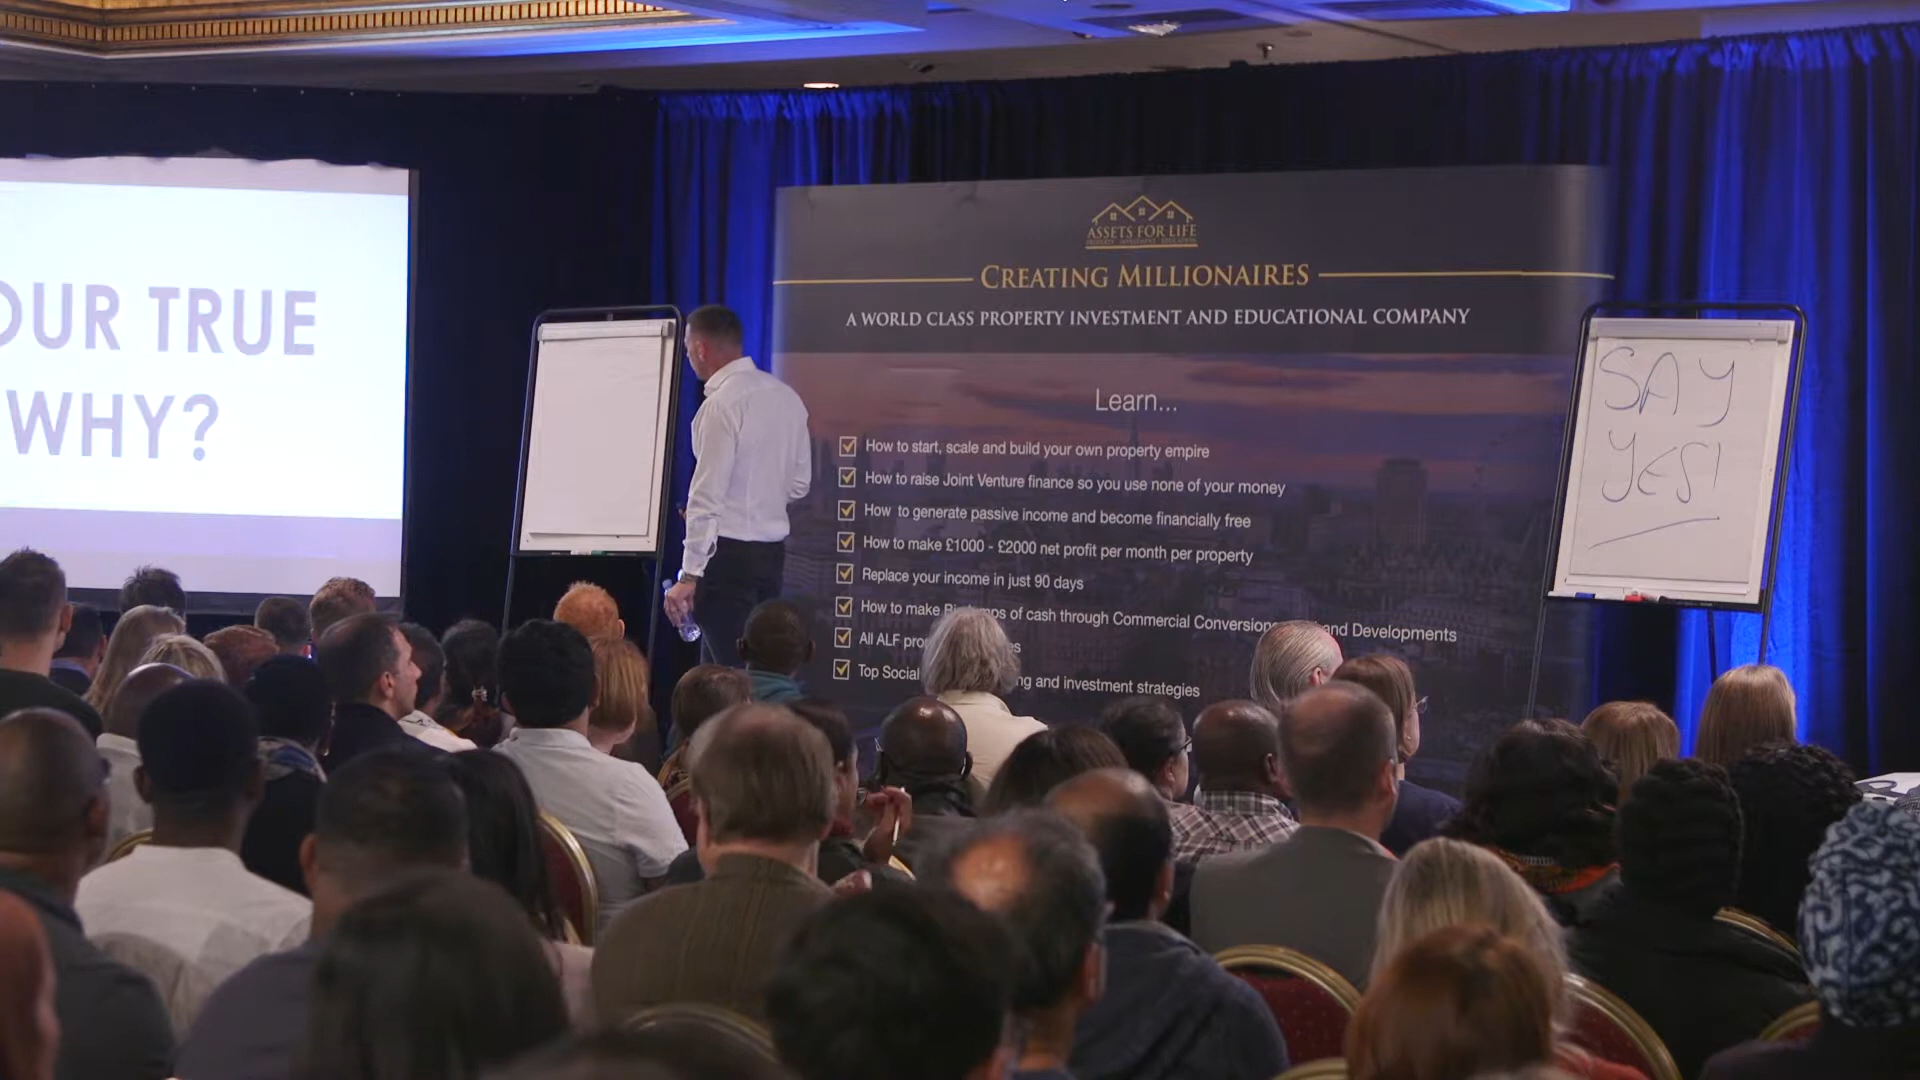 OUR TRUE
WHY?
ASSETS FOR LIFE
PROPERTY INVESTMENT EDUCATION
CREATING MILLIONAIRES
A WORLD CLASS PROPERTY INVESTMENT AND EDUCATIONAL COMPANY
Learn...
How to start, scale and build your own property empire
How to raise Joint Venture finance so you use none of your money
How to generate passive income and become financially free
How to make £1000 - £2000 net profit per month per property
Replace your income in just 90 days
How to make of cash through Commercial Conversions and Developments
All ALF
Top Social and investment strategies
SAY
YES!